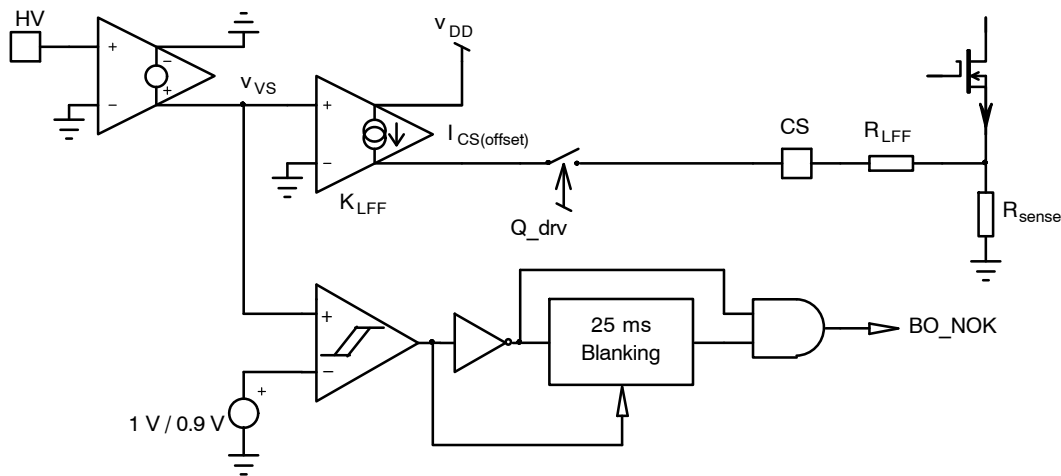 HV
v_DD
v_VS
I_CS(offset)
K_LFF
CS
R_LFF
R_sense
Q_drv
25 ms
Blanking
BO_NOK
1 V / 0.9 V